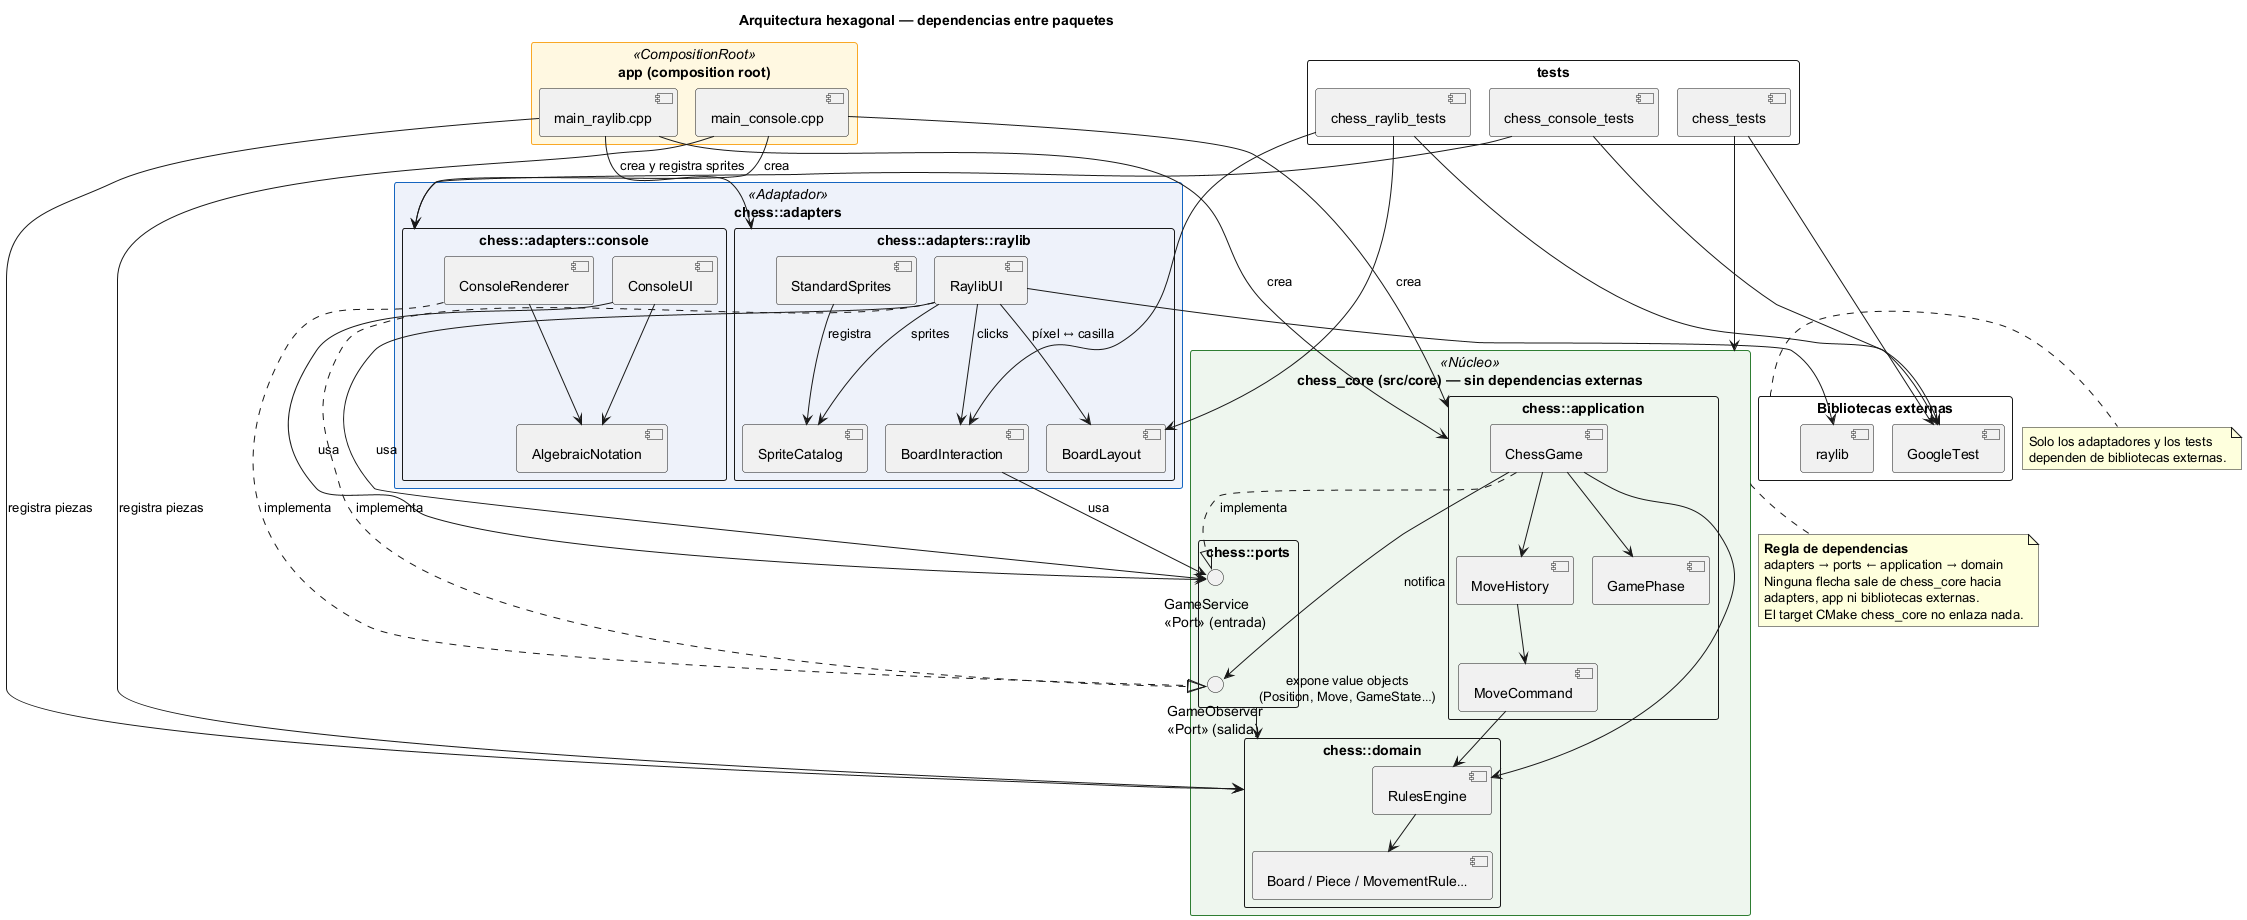 Arquitectura hexagonal — dependencias entre paquetes
«CompositionRoot»
app (composition root)
main_raylib.cpp
main_console.cpp
tests
chess_raylib_tests
chess_console_tests
chess_tests
crea y registra sprites
crea
«Adaptador»
chess::adapters
chess::adapters::console
ConsoleRenderer
ConsoleUI
AlgebraicNotation
chess::adapters::raylib
StandardSprites
RaylibUI
registra
sprites
clicks
píxel ↔ casilla
SpriteCatalog
BoardInteraction
BoardLayout
crea
crea
«Núcleo»
chess_core (src/core) — sin dependencias externas
chess::application
ChessGame
MoveHistory
GamePhase
MoveCommand
Bibliotecas externas
raylib
GoogleTest
Solo los adaptadores y los tests
dependen de bibliotecas externas.
usa
usa
registra piezas
registra piezas
implementa
implementa
usa
implementa
chess::ports
GameService
«Port» (entrada)
notifica
GameObserver
«Port» (salida)
expone value objects
(Position, Move, GameState...)
Regla de dependencias
adapters → ports ← application → domain
Ninguna flecha sale de chess_core hacia
adapters, app ni bibliotecas externas.
El target CMake chess_core no enlaza nada.
chess::domain
RulesEngine
Board / Piece / MovementRule...